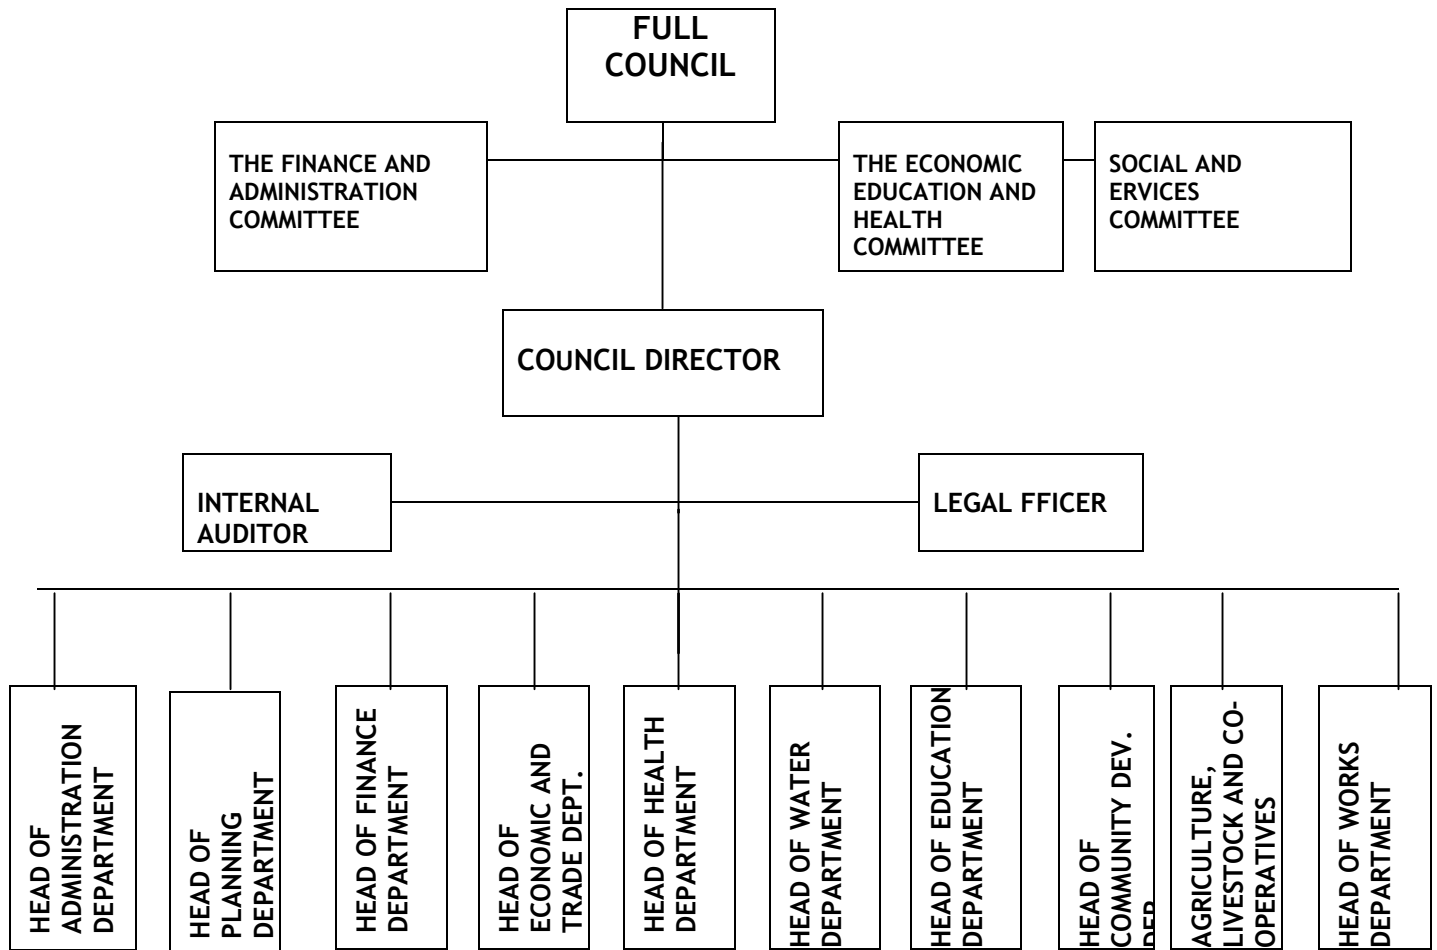 FULL
COUNCIL
THE FINANCE AND
ADMINISTRATION
COMMITTEE
THE ECONOMIC
EDUCATION AND
HEALTH
COMMITTEE
SOCIAL AND
ERVICES
COMMITTEE
COUNCIL DIRECTOR
INTERNAL
AUDITOR
LEGAL FFICER
HEAD OF
ADMINISTRATION
DEPARTMENT
HEAD OF
PLANNING
DEPARTMENT
HEAD OF FINANCE
DEPARTMENT
HEAD OF
ECONOMIC AND
TRADE DEPT.
HEAD OF HEALTH
DEPARTMENT
HEAD OF WATER
DEPARTMENT
HEAD OF EDUCATION
DEPARTMENT
HEAD OF
COMMUNITY DEV.
DEP
AGRICULTURE,
LIVESTOCK AND CO-
OPERATIVES
HEAD OF WORKS
DEPARTMENT